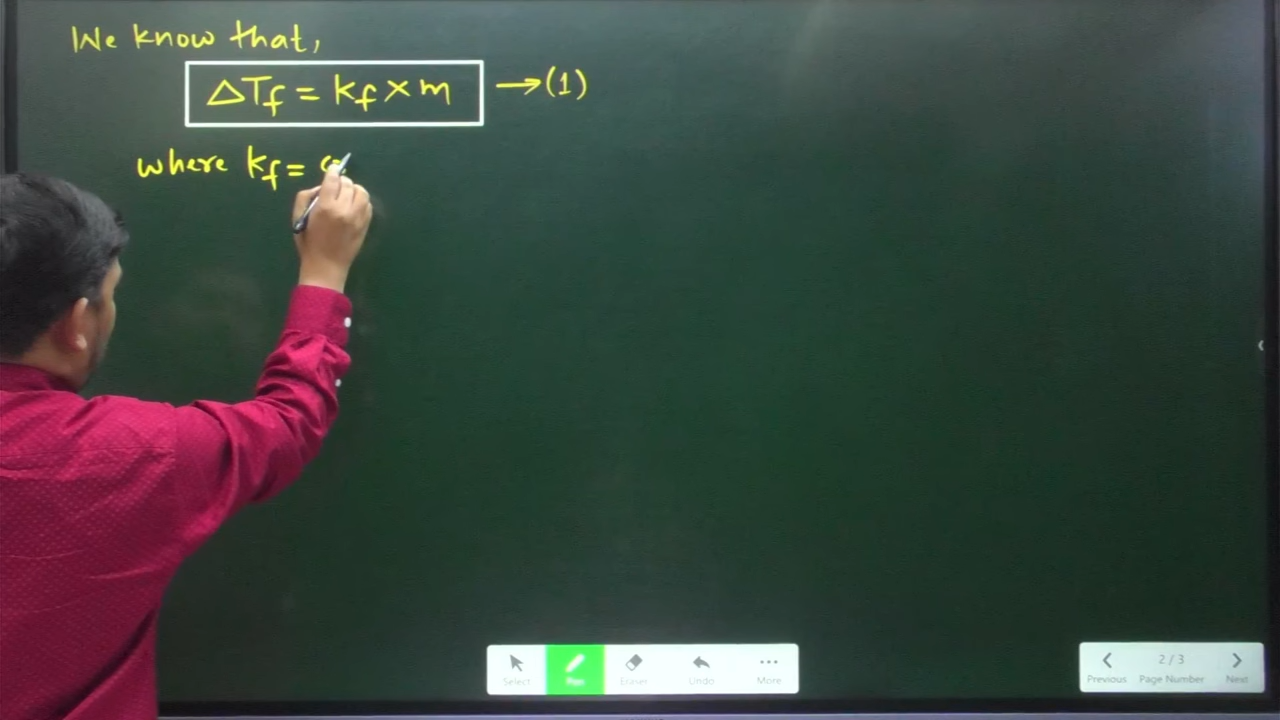 We know that,
ΔTf = kf × m → (1)
where kf =
Select Pen Eraser Undo More
Previous 2/3 Page Number Next